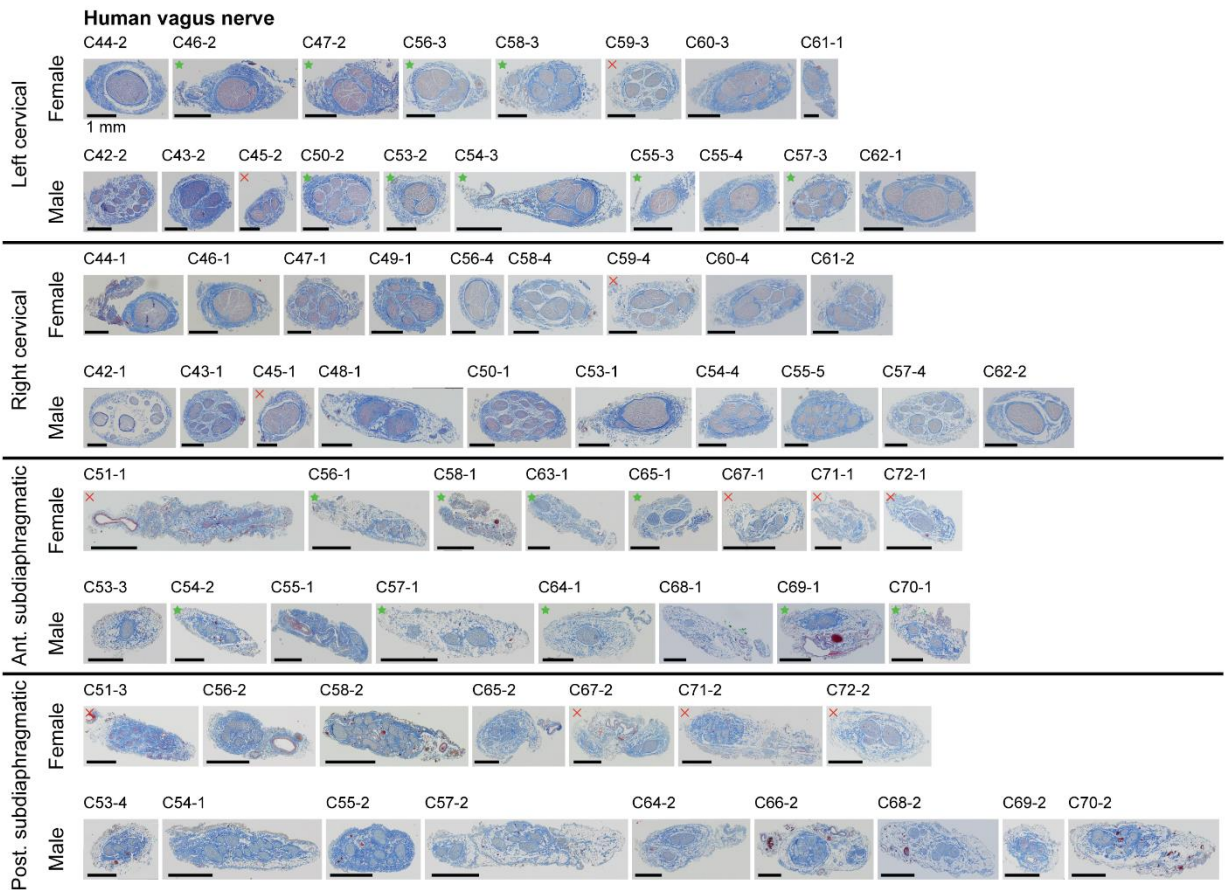 Human vagus nerve
C44-2 C46-2 C47-2 C56-3 C58-3 C59-3 C60-3 C61-1
Left cervical
Female
1 mm
C42-2 C43-2 C45-2 C50-2 C53-2 C54-3 C55-3 C55-4 C57-3 C62-1
Male
C44-1 C46-1 C47-1 C49-1 C56-4 C58-4 C59-4 C60-4 C61-2
Right cervical
Female
C42-1 C43-1 C45-1 C48-1 C50-1 C53-1 C54-4 C55-5 C57-4 C62-2
Male
C51-1 C56-1 C58-1 C63-1 C65-1 C67-1 C71-1 C72-1
Ant. subdiaphragmatic
Female
C53-3 C54-2 C55-1 C57-1 C64-1 C68-1 C69-1 C70-1
Male
C51-3 C56-2 C58-2 C65-2 C67-2 C71-2 C72-2
Post. subdiaphragmatic
Female
C53-4 C54-1 C55-2 C57-2 C64-2 C66-2 C68-2 C69-2 C70-2
Male